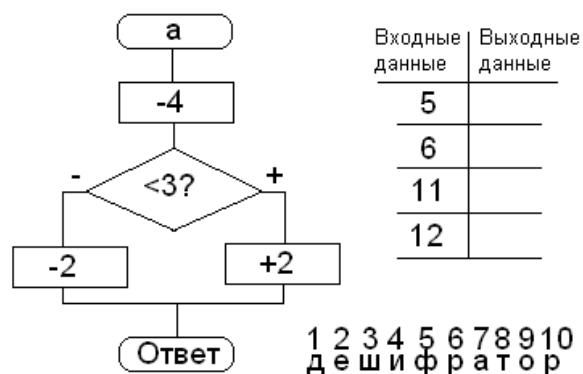 а
-4
<3?
-
+
-2
+2
Ответ
Входные Выходные
данные данные
5
6
11
12
1 2 3 4 5 6 7 8 9 10
д е ш и ф р а т о р